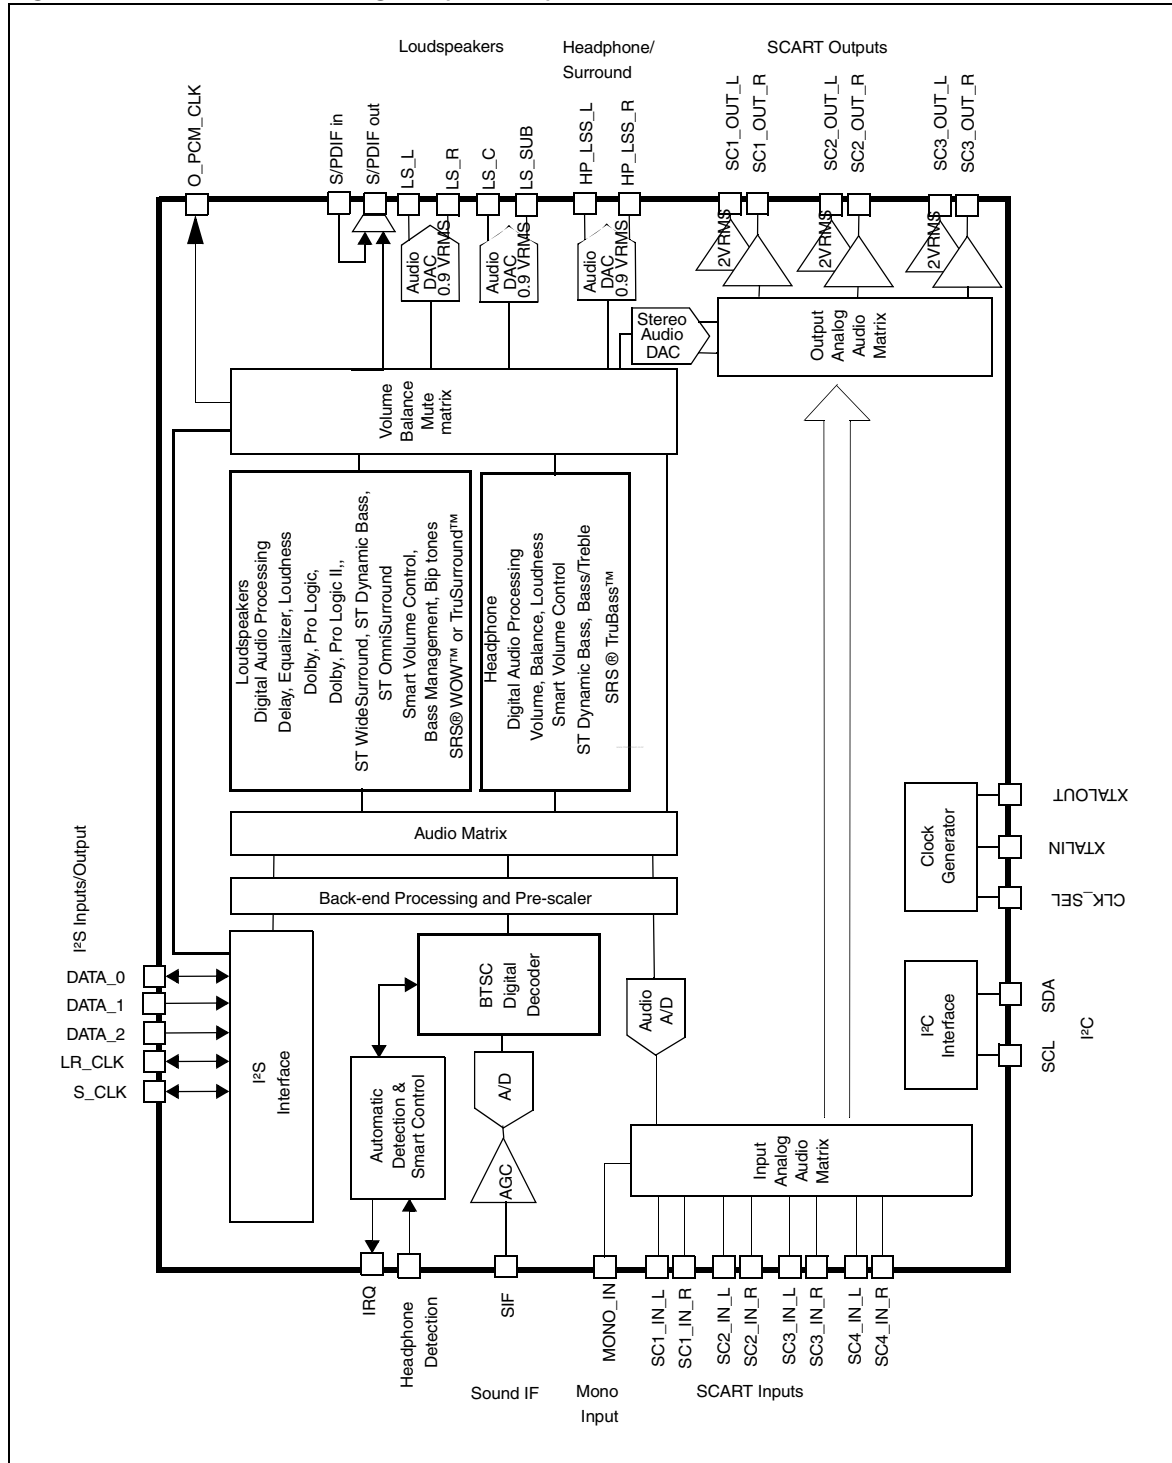 Loudspeakers
Headphone/
Surround
SCART Outputs
O_PCM_CLK
S/PDIF in
S/PDIF out
LS_L
LS_R
LS_C
LS_SUB
HP_LSS_L
HP_LSS_R
SC1_OUT_L
SC1_OUT_R
SC2_OUT_L
SC2_OUT_R
SC3_OUT_L
SC3_OUT_R
Audio
DAC
0.9 VRMS
Audio
DAC
0.9 VRMS
Audio
DAC
0.9 VRMS
2VRMS
2VRMS
2VRMS
Stereo
Audio
DAC
Output
Analog
Audio
Matrix
Volume
Balance
Mute
matrix
Loudspeakers
Digital Audio Processing
Delay, Equalizer, Loudness
Dolby, Pro Logic,
Dolby, Pro Logic II,,
ST WideSurround, ST Dynamic Bass,
ST OmniSurround
Smart Volume Control,
Bass Management, Bip tones
SRS® WOW™ or TruSurround™
Headphone
Digital Audio Processing
Volume, Balance, Loudness
Smart Volume Control
ST Dynamic Bass, Bass/Treble
SRS ® TruBass™
Audio Matrix
Back-end Processing and Pre-scaler
I²S Inputs/Output
DATA_0
DATA_1
DATA_2
LR_CLK
S_CLK
I²S
Interface
BTSC
Digital
Decoder
Audio
A/D
Automatic
Detection &
Smart Control
A/D
AGC
Input
Analog
Audio
Matrix
Clock
Generator
XTALOUT
XTALIN
CLK_SEL
I²C
Interface
SDA
SCL
I²C
IRQ
Headphone
Detection
SIF
MONO_IN
SC1_IN_L
SC1_IN_R
SC2_IN_L
SC2_IN_R
SC3_IN_L
SC3_IN_R
SC4_IN_L
SC4_IN_R
Sound IF
Mono
Input
SCART Inputs